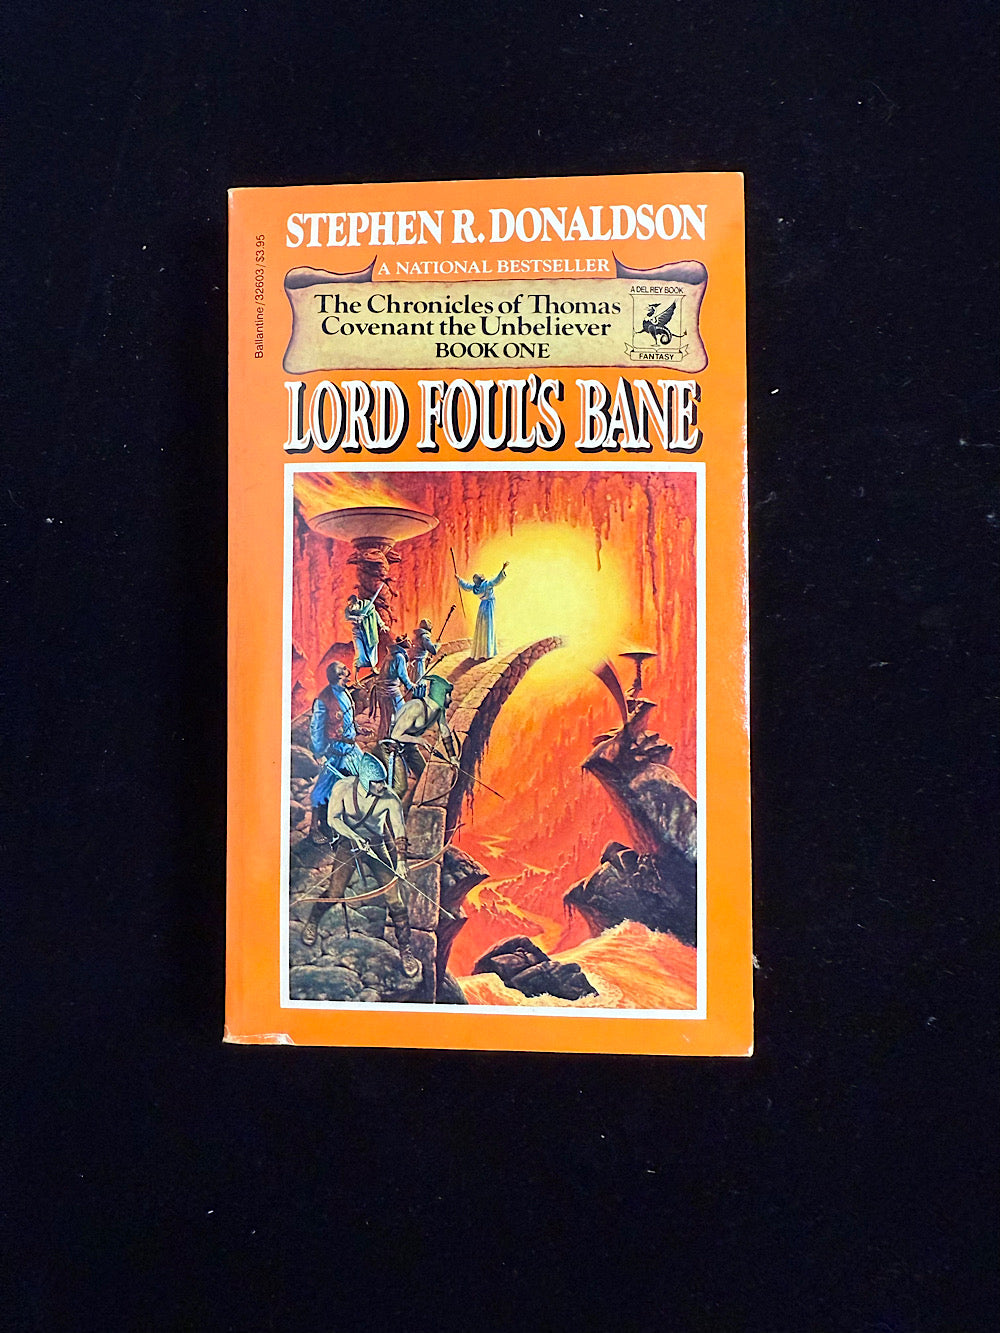 STEPHEN R. DONALDSON
A NATIONAL BESTSELLER
The Chronicles of Thomas
Covenant the Unbeliever
BOOK ONE
A DEL REY BOOK
FANTASY
LORD FOUL'S BANE
Ballantine/32603/$3.95